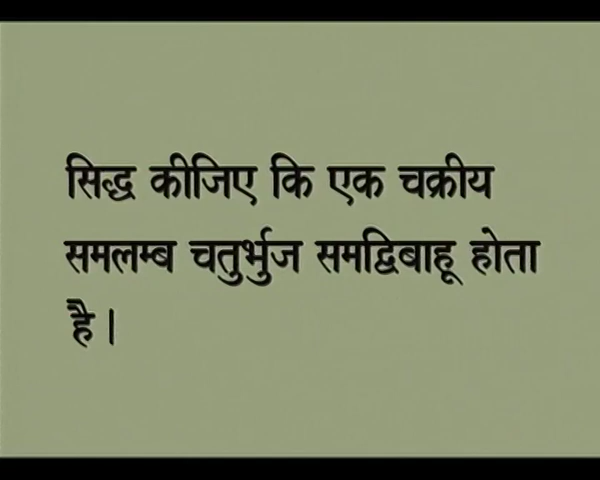 सिद्ध कीजिए कि एक चक्रीय
समलम्ब चतुर्भुज समद्विबाहू होता
है।